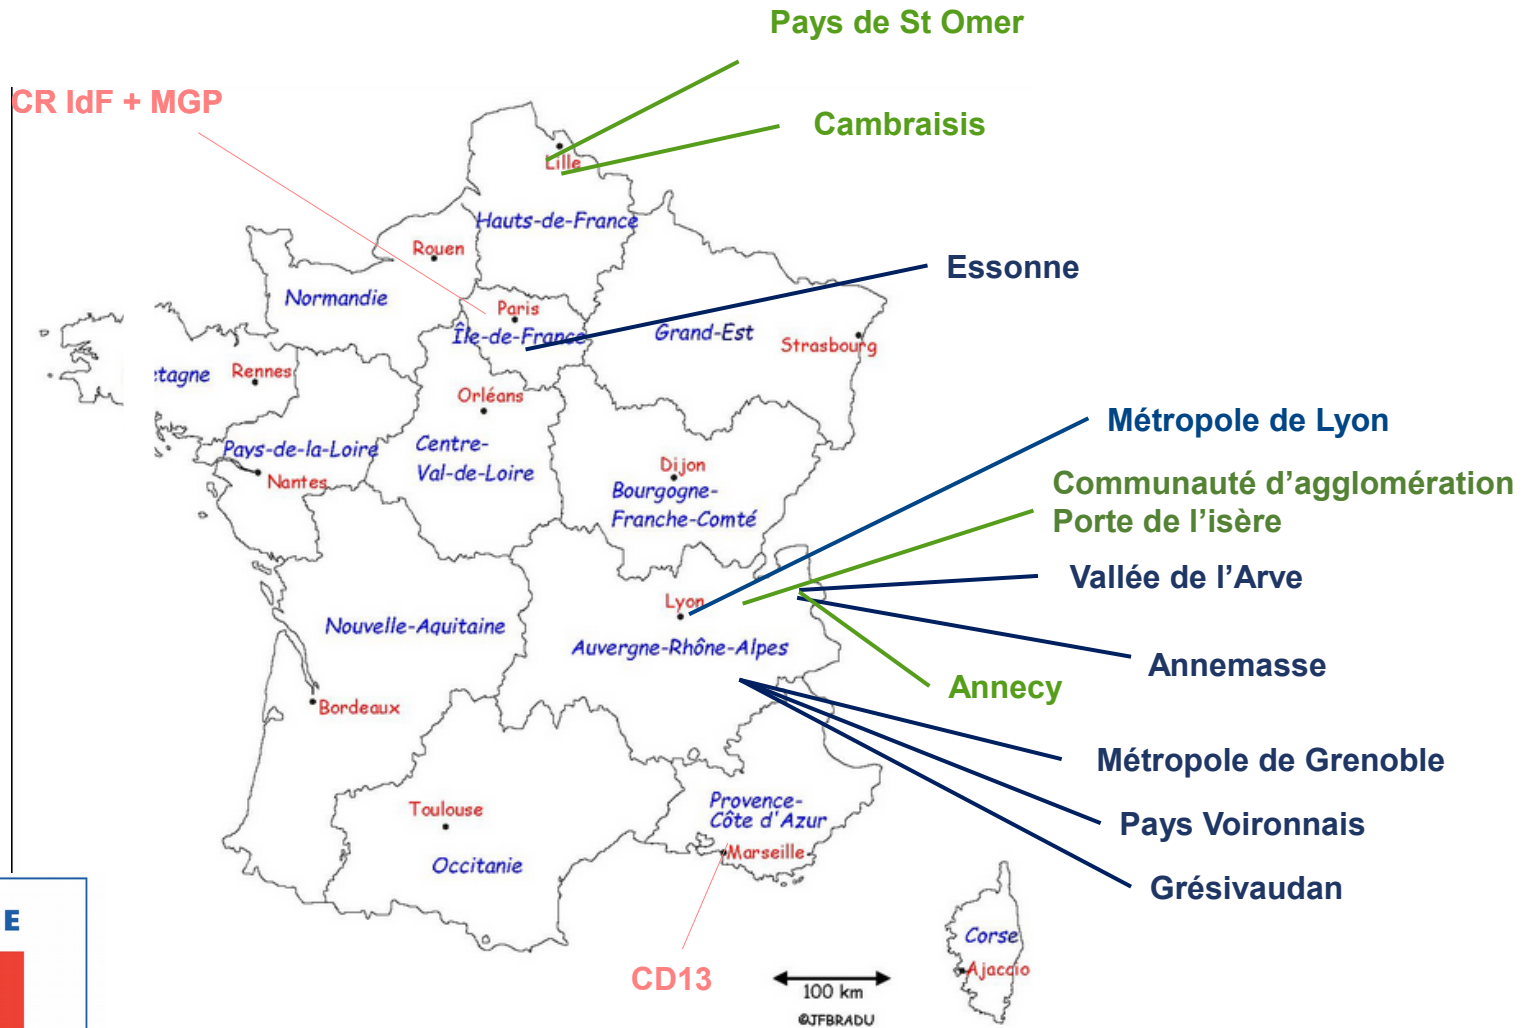 Pays de St Omer
CR IdF + MGP
Cambraisis
Lille
Hauts-de-France
Rouen
Essonne
Normandie
Paris
Île-de-France
Grand-Est
Strasbourg
etagne
Rennes
Orléans
Métropole de Lyon
Pays-de-la-Loire
Centre-
Val-de-Loire
Nantes
Dijon
Bourgogne-
Franche-Comté
Communauté d’agglomération
Porte de l’isère
Vallée de l’Arve
Lyon
Nouvelle-Aquitaine
Auvergne-Rhône-Alpes
Annemasse
Annecy
Bordeaux
Métropole de Grenoble
Provence-
Côte d'Azur
Toulouse
Pays Voironnais
Marseille
Occitanie
Grésivaudan
E
Corse
Ajaccio
CD13
100 km
©JFBRADU